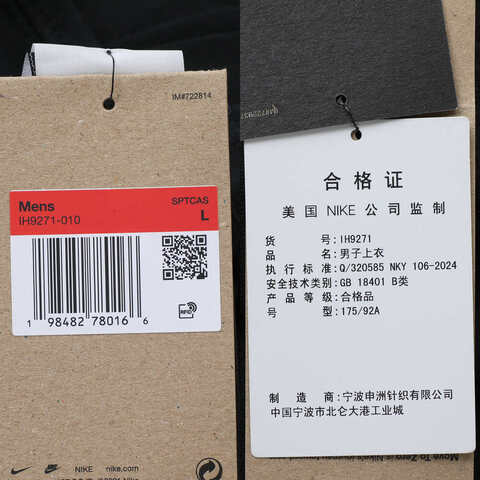 IM#722814
Mens
SPTCAS
IH9271-010
L
RFID
1 98482 78016 6
NIKE nike.com
合格证
美国 NIKE 公司监制
货号:IH9271
品名:男子上衣
执行标准:Q/320585 NKY 106-2024
安全技术类别:GB 18401 B类
产品等级:合格品
号型:175/92A
制造商:宁波申洲针织有限公司
中国宁波市北仑大港工业城
Move To Zero